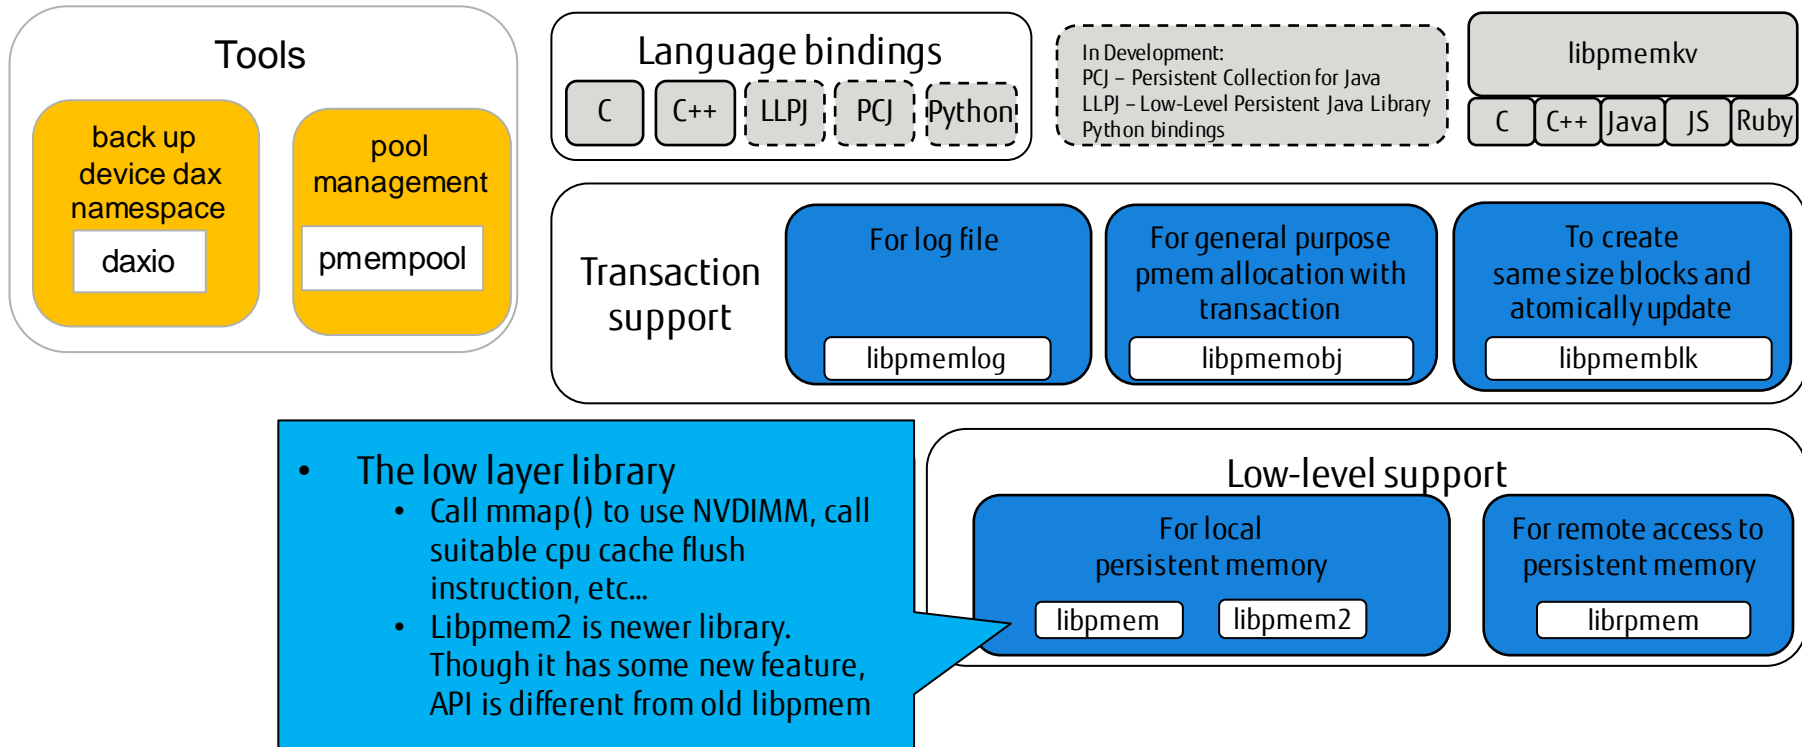 Tools
back up
device dax
namespace
daxio
pool
management
pmempool
Language bindings
C
C++
LLPJ
PCJ
Python
In Development:
PCJ – Persistent Collection for Java
LLPJ – Low-Level Persistent Java Library
Python bindings
libpmemkv
C
C++
Java
JS
Ruby
Transaction
support
For log file
libpmemlog
For general purpose
pmem allocation with
transaction
libpmemobj
To create
same size blocks and
atomically update
libpmemblk
• The low layer library
• Call mmap() to use NVDIMM, call
suitable cpu cache flush
instruction, etc...
• Libpmem2 is newer library.
Though it has some new feature,
API is different from old libpmem
Low-level support
For local
persistent memory
libpmem
libpmem2
For remote access to
persistent memory
librpmem